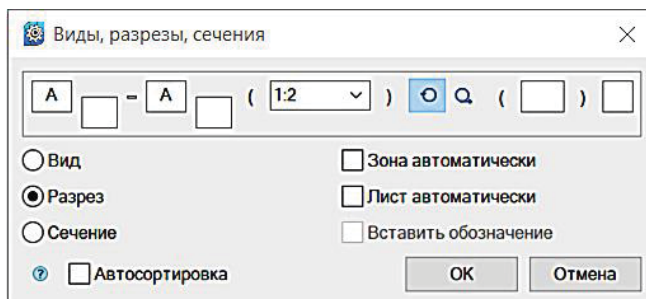 Виды, разрезы, сечения
А - А ( 1:2 ) ( )
Вид
Зона автоматически
Разрез
Лист автоматически
Сечение
Вставить обозначение
? Автосортировка
ОК
Отмена